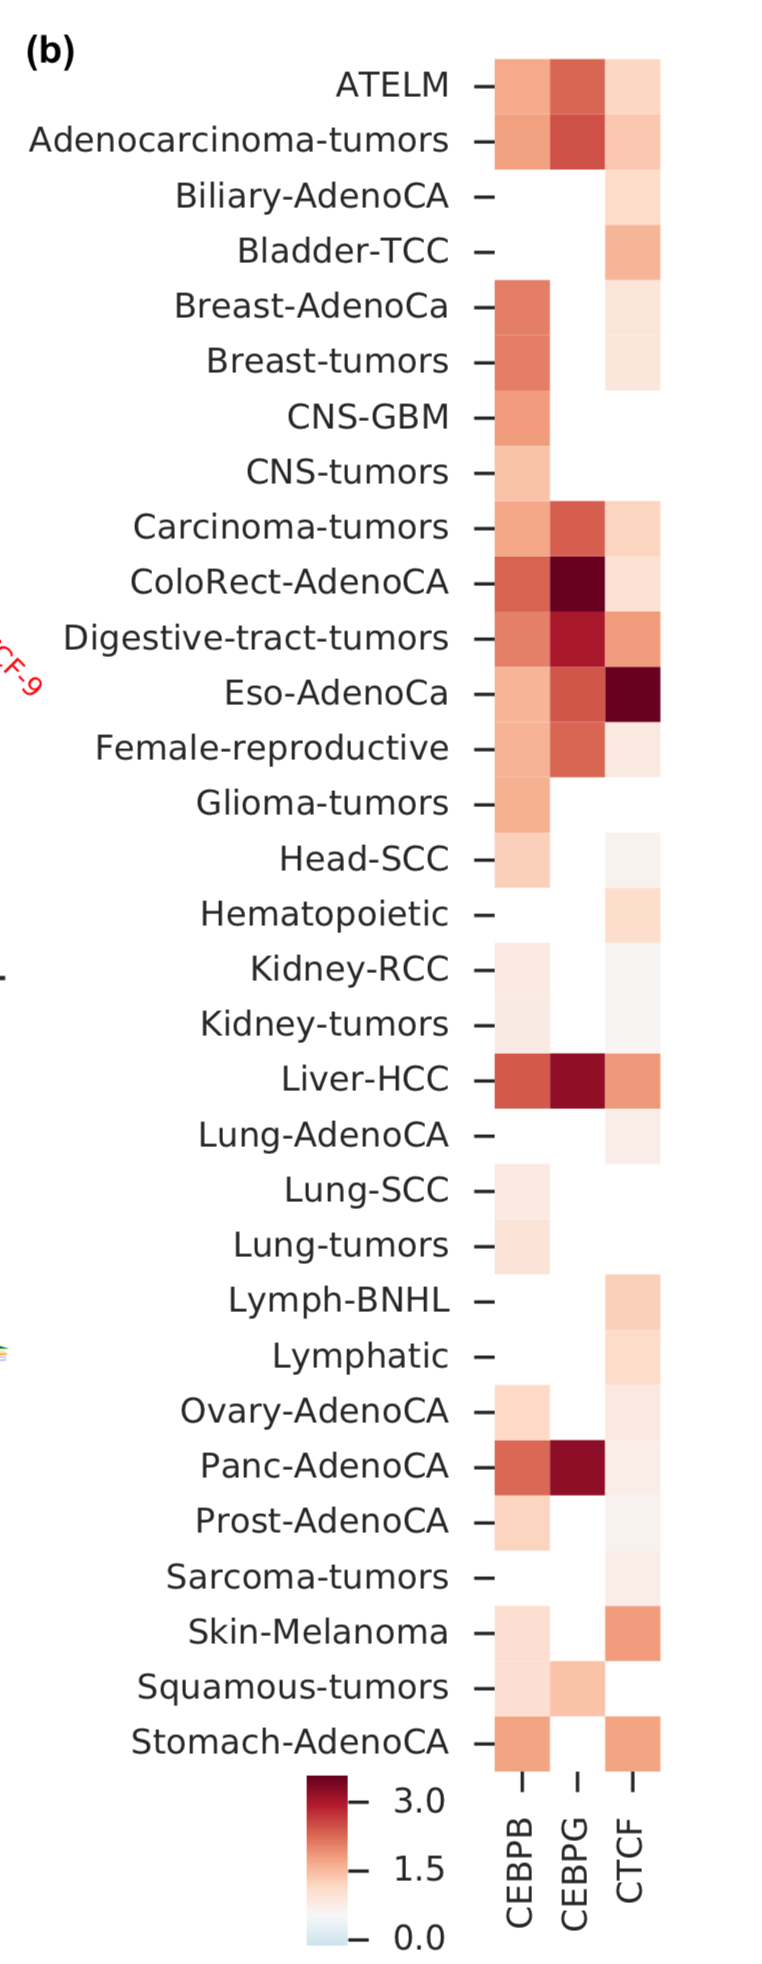 (b)
ATELM
Adenocarcinoma-tumors
Biliary-AdenoCA
Bladder-TCC
Breast-AdenoCa
Breast-tumors
CNS-GBM
CNS-tumors
Carcinoma-tumors
ColoRect-AdenoCA
Digestive-tract-tumors
CF-9
Eso-AdenoCa
Female-reproductive
Glioma-tumors
Head-SCC
Hematopoietic
Kidney-RCC
Kidney-tumors
Liver-HCC
Lung-AdenoCA
Lung-SCC
Lung-tumors
Lymph-BNHL
Lymphatic
Ovary-AdenoCA
Panc-AdenoCA
Prost-AdenoCA
Sarcoma-tumors
Skin-Melanoma
Squamous-tumors
Stomach-AdenoCA
3.0
1.5
0.0
CEBPB
CEBPG
CTCF